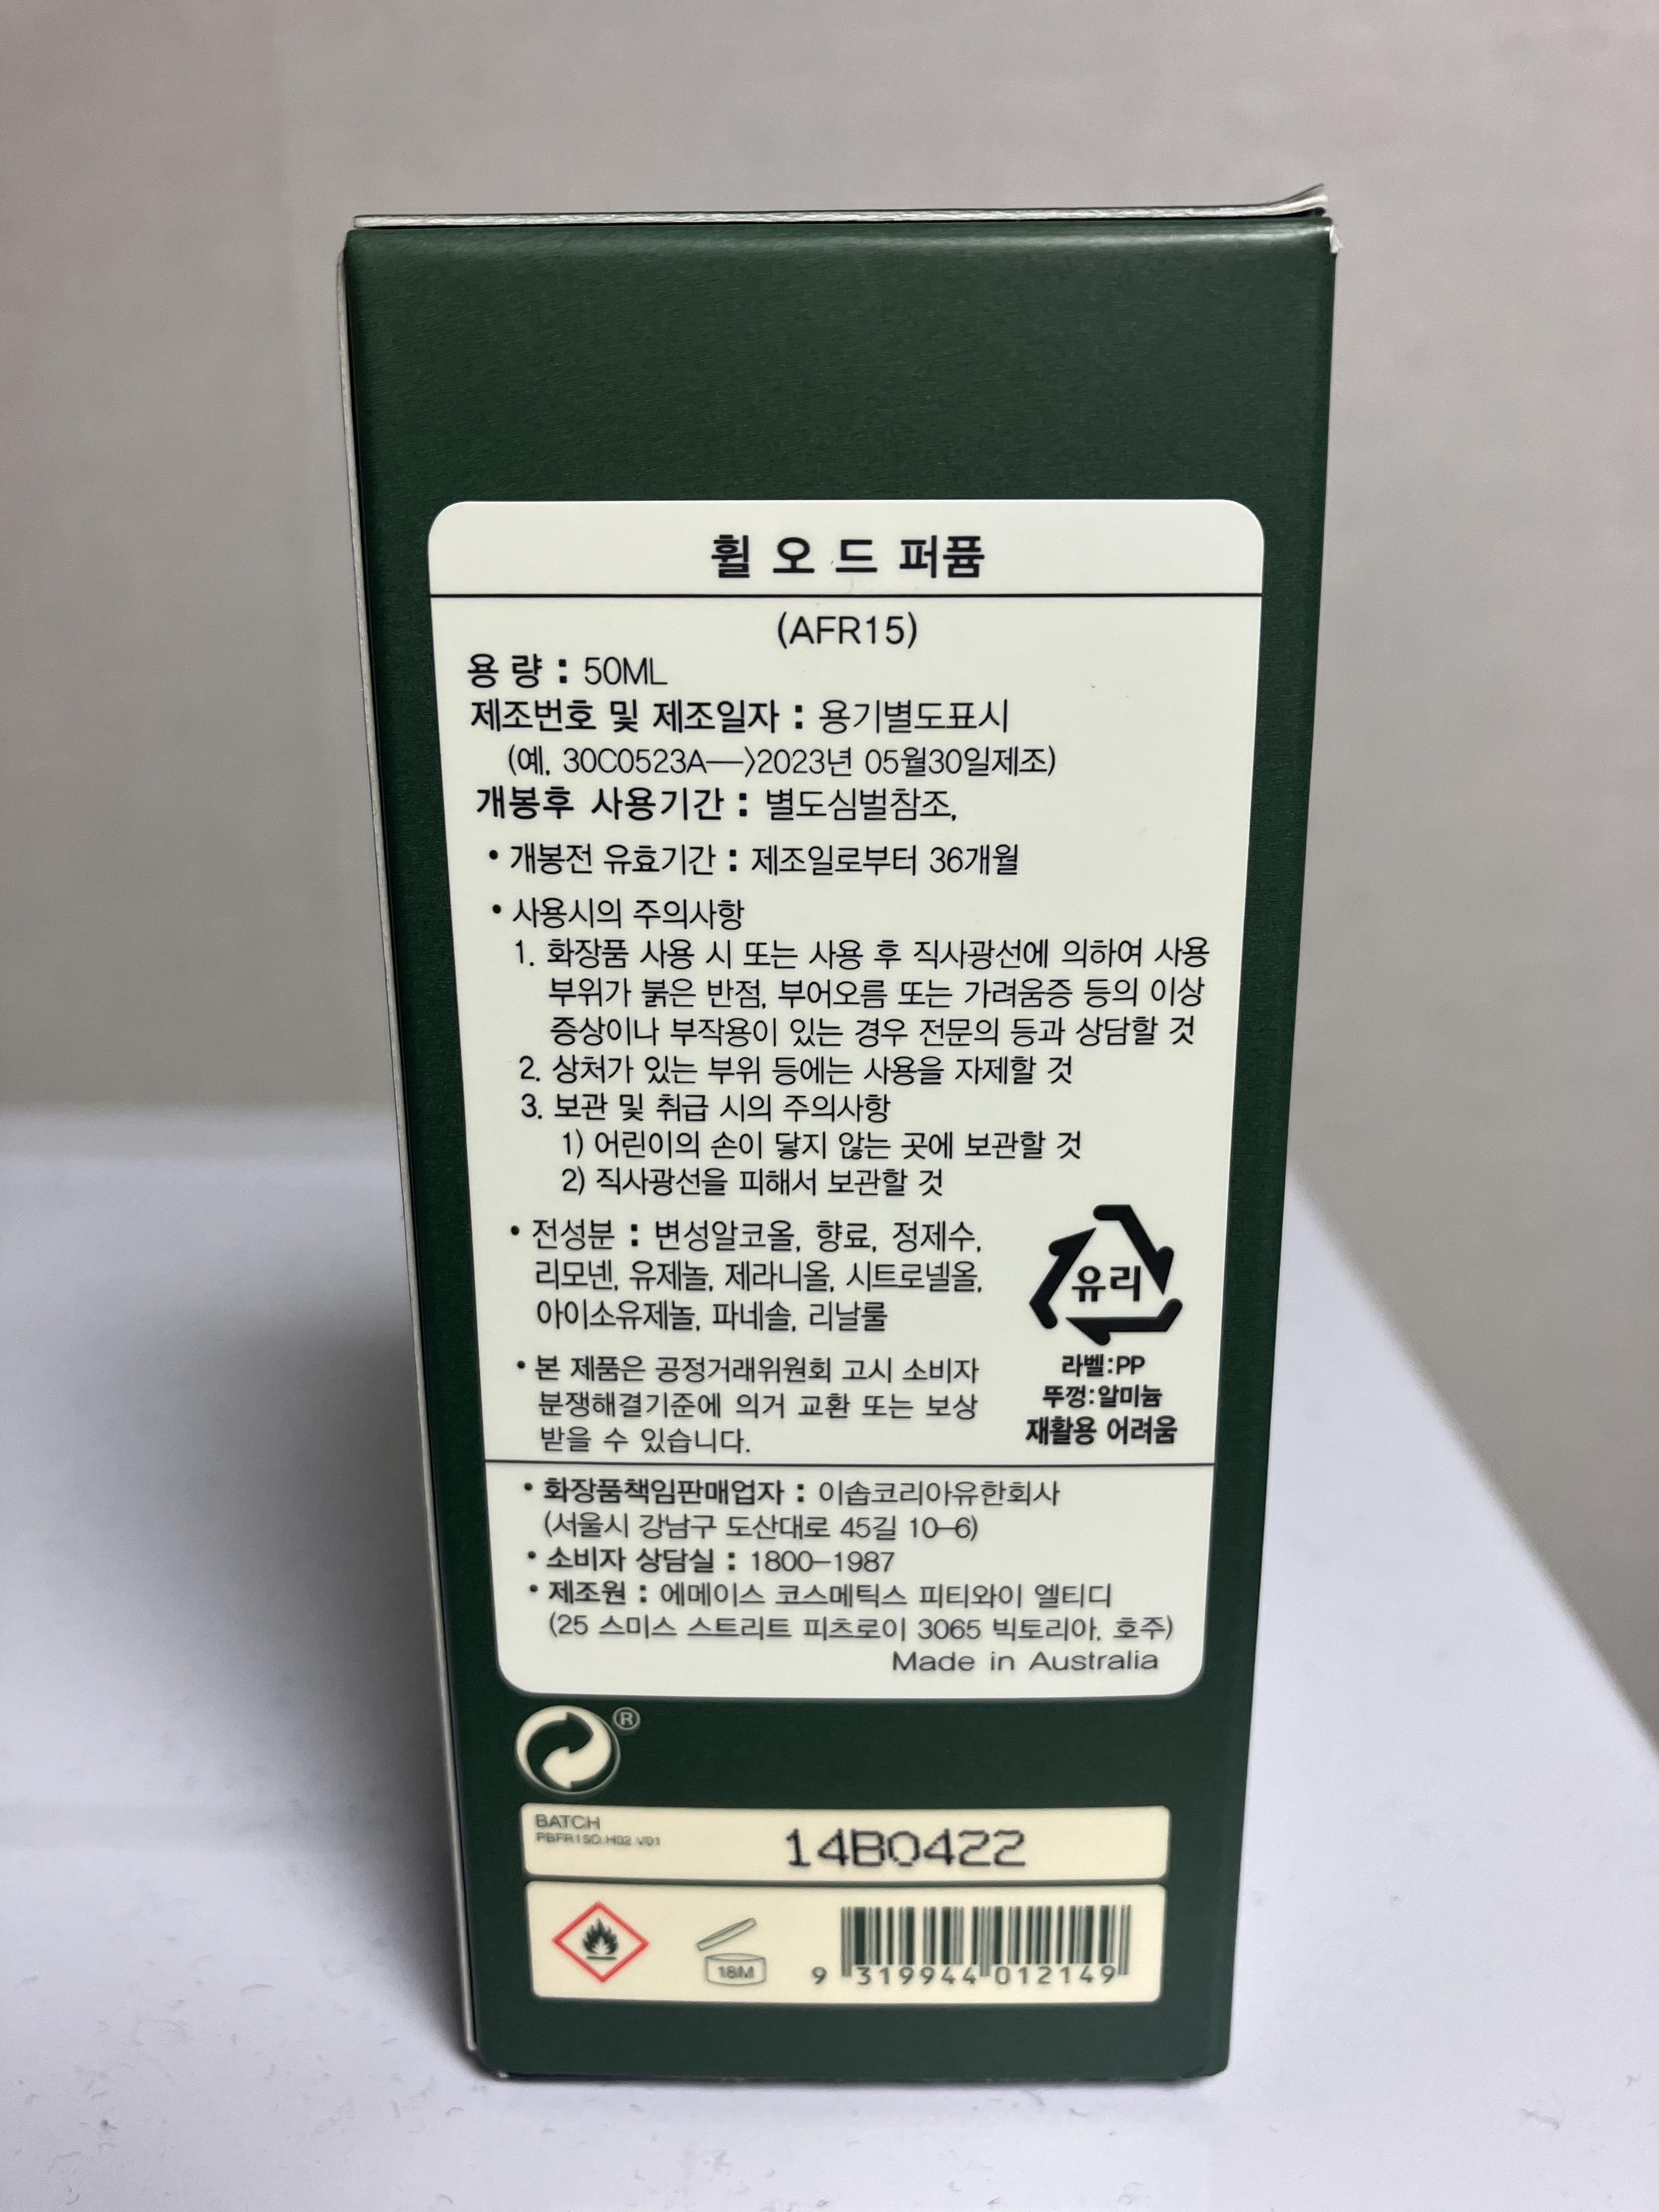 휠 오 드 퍼퓸
(AFR15)
용 량 : 50ML
제조번호 및 제조일자 : 용기별도표시
(예, 30C0523A—>2023년 05월30일제조)
개봉후 사용기간 : 별도심벌참조,
• 개봉전 유효기간 : 제조일로부터 36개월
• 사용시의 주의사항
1. 화장품 사용 시 또는 사용 후 직사광선에 의하여 사용
부위가 붉은 반점, 부어오름 또는 가려움증 등의 이상
증상이나 부작용이 있는 경우 전문의 등과 상담할 것
2. 상처가 있는 부위 등에는 사용을 자제할 것
3. 보관 및 취급 시의 주의사항
1) 어린이의 손이 닿지 않는 곳에 보관할 것
2) 직사광선을 피해서 보관할 것
• 전성분 : 변성알코올, 향료, 정제수,
리모넨, 유제놀, 제라니올, 시트로넬올,
아이소유제놀, 파네솔, 리날룰
유리
라벨:PP
뚜껑:알미늄
재활용 어려움
• 본 제품은 공정거래위원회 고시 소비자
분쟁해결기준에 의거 교환 또는 보상
받을 수 있습니다.
• 화장품책임판매업자 : 이솝코리아유한회사
(서울시 강남구 도산대로 45길 10-6)
• 소비자 상담실 : 1800-1987
• 제조원 : 에메이스 코스메틱스 피티와이 엘티디
(25 스미스 스트리트 피츠로이 3065 빅토리아, 호주)
Made in Australia
®
BATCH
PBFR15O.H02 V01
14B0422
18M
9 319944 012149